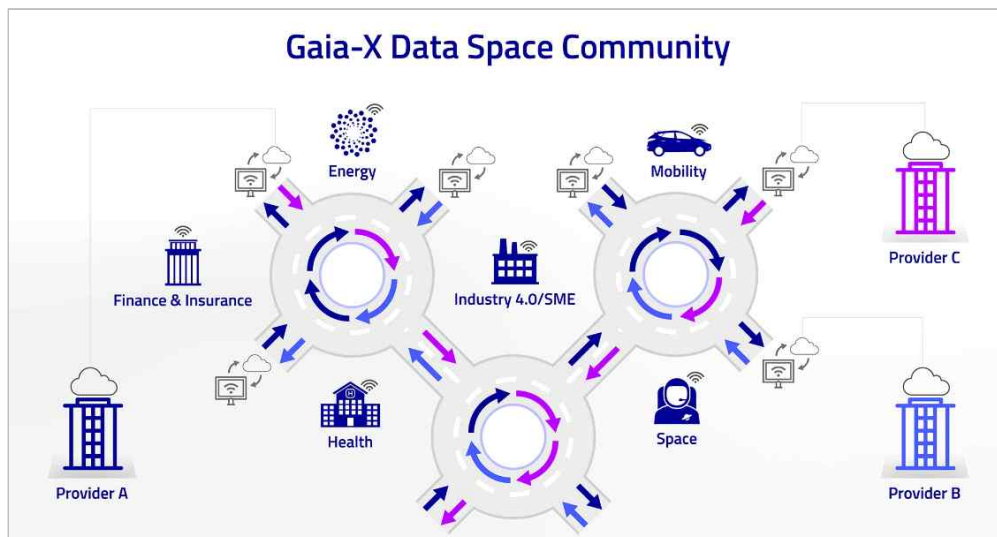 Gaia-X Data Space Community
Energy
Mobility
Provider C
Finance & Insurance
Industry 4.0/SME
Health
H
Space
Provider A
Provider B